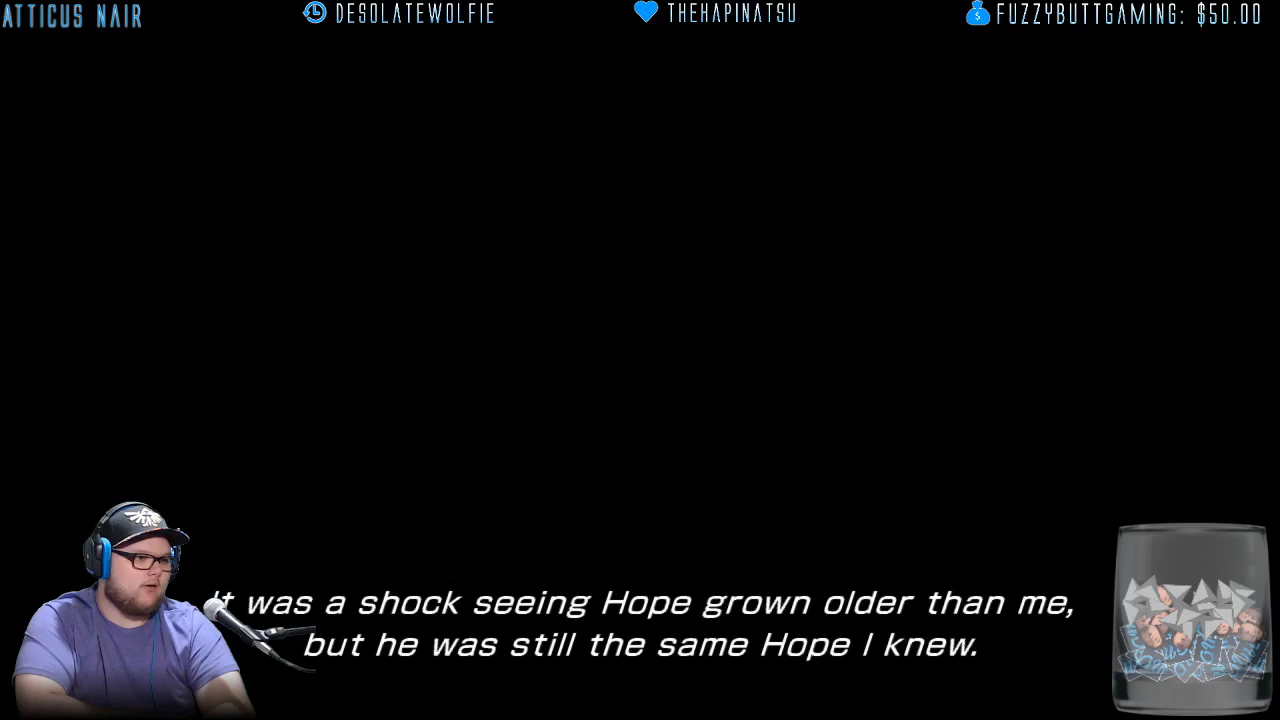 ATTICUS NAIR
DESOLATEWOLFIE
THEHAPINATSU
$ FUZZYBUTTGAMING: $50.00
It was a shock seeing Hope grown older than me,
but he was still the same Hope I knew.